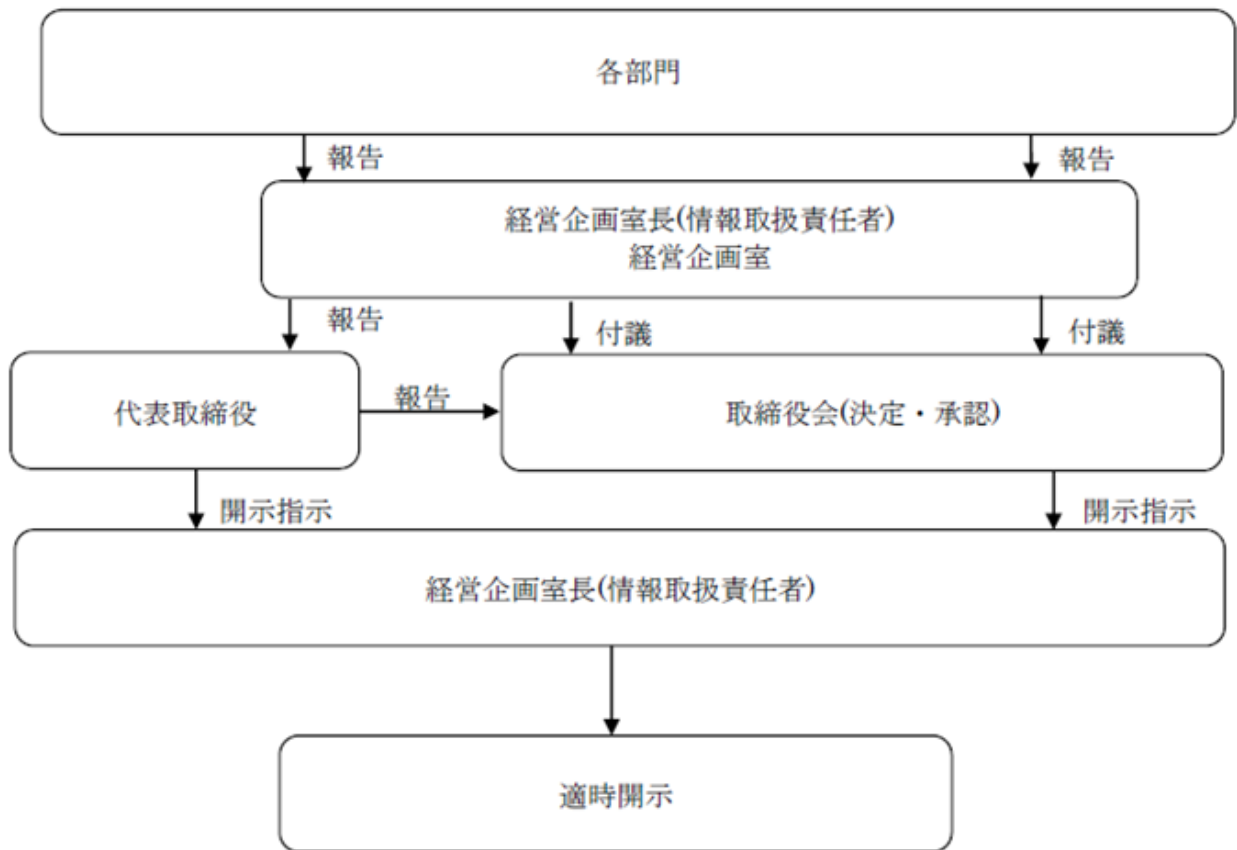 各部門
報告
報告
経営企画室長(情報取扱責任者)
経営企画室
報告
付議
付議
代表取締役
報告
取締役会(決定・承認)
開示指示
開示指示
経営企画室長(情報取扱責任者)
適時開示